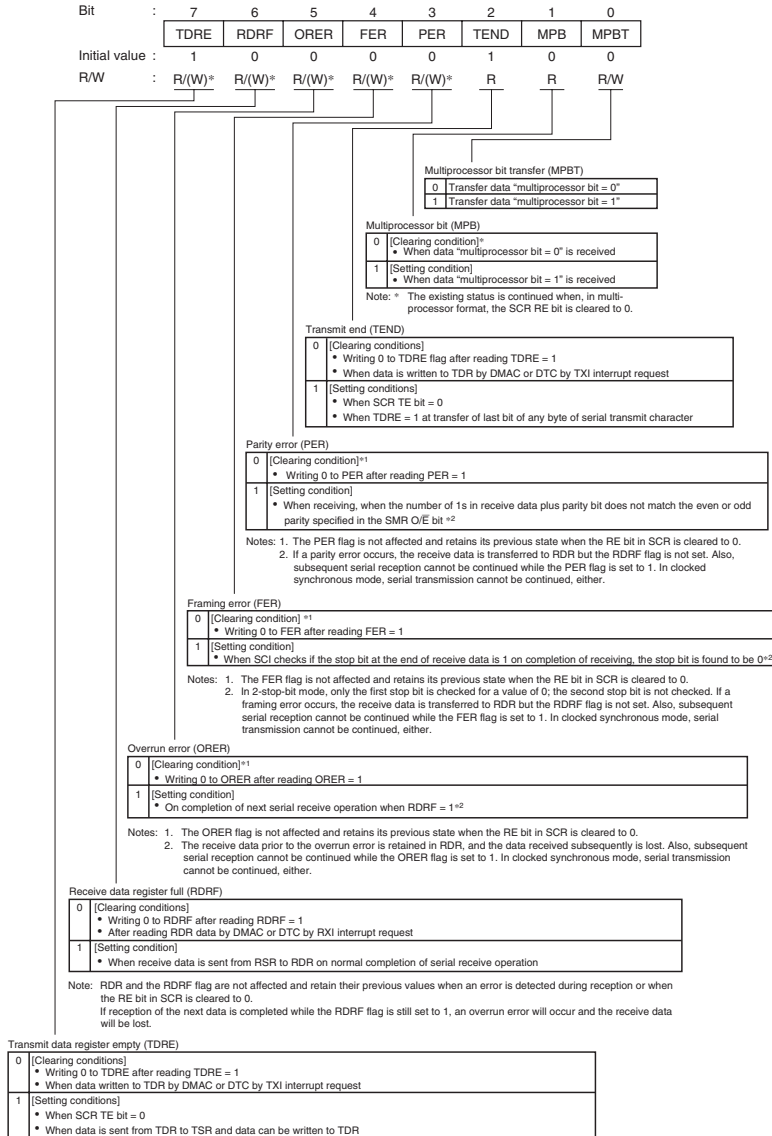 Bit : 7 6 5 4 3 2 1 0
TDRE RDRF ORER FER PER TEND MPB MPBT
Initial value : 1 0 0 0 0 1 0 0
R/W : R/(W)* R/(W)* R/(W)* R/(W)* R/(W)* R R R/W
Multiprocessor bit transfer (MPBT)
0 Transfer data “multiprocessor bit = 0”
1 Transfer data “multiprocessor bit = 1”
Multiprocessor bit (MPB)
0 [Clearing condition]*
• When data “multiprocessor bit = 0” is received
1 [Setting condition]
• When data “multiprocessor bit = 1” is received
Note: * The existing status is continued when, in multi-
processor format, the SCR RE bit is cleared to 0.
Transmit end (TEND)
0 [Clearing conditions]
• Writing 0 to TDRE flag after reading TDRE = 1
• When data is written to TDR by DMAC or DTC by TXI interrupt request
1 [Setting conditions]
• When SCR TE bit = 0
• When TDRE = 1 at transfer of last bit of any byte of serial transmit character
Parity error (PER)
0 [Clearing condition]*1
• Writing 0 to PER after reading PER = 1
1 [Setting condition]
• When receiving, when the number of 1s in receive data plus parity bit does not match the even or odd
parity specified in the SMR O/E̅ bit *2
Notes: 1. The PER flag is not affected and retains its previous state when the RE bit in SCR is cleared to 0.
2. If a parity error occurs, the receive data is transferred to RDR but the RDRF flag is not set. Also,
subsequent serial reception cannot be continued while the PER flag is set to 1. In clocked
synchronous mode, serial transmission cannot be continued, either.
Framing error (FER)
0 [Clearing condition] *1
• Writing 0 to FER after reading FER = 1
1 [Setting condition]
• When SCI checks if the stop bit at the end of receive data is 1 on completion of receiving, the stop bit is found to be 0*2
Notes: 1. The FER flag is not affected and retains its previous state when the RE bit in SCR is cleared to 0.
2. In 2-stop-bit mode, only the first stop bit is checked for a value of 0; the second stop bit is not checked. If a
framing error occurs, the receive data is transferred to RDR but the RDRF flag is not set. Also, subsequent
serial reception cannot be continued while the FER flag is set to 1. In clocked synchronous mode, serial
transmission cannot be continued, either.
Overrun error (ORER)
0 [Clearing condition]*1
• Writing 0 to ORER after reading ORER = 1
1 [Setting condition]
• On completion of next serial receive operation when RDRF = 1*2
Notes: 1. The ORER flag is not affected and retains its previous state when the RE bit in SCR is cleared to 0.
2. The receive data prior to the overrun error is retained in RDR, and the data received subsequently is lost. Also, subsequent
serial reception cannot be continued while the ORER flag is set to 1. In clocked synchronous mode, serial transmission
cannot be continued, either.
Receive data register full (RDRF)
0 [Clearing conditions]
• Writing 0 to RDRF after reading RDRF = 1
• After reading RDR data by DMAC or DTC by RXI interrupt request
1 [Setting condition]
• When receive data is sent from RSR to RDR on normal completion of serial receive operation
Note: RDR and the RDRF flag are not affected and retain their previous values when an error is detected during reception or when
the RE bit in SCR is cleared to 0.
If reception of the next data is completed while the RDRF flag is still set to 1, an overrun error will occur and the receive data
will be lost.
Transmit data register empty (TDRE)
0 [Clearing conditions]
• Writing 0 to TDRE after reading TDRE = 1
• When data written to TDR by DMAC or DTC by TXI interrupt request
1 [Setting conditions]
• When SCR TE bit = 0
• When data is sent from TDR to TSR and data can be written to TDR